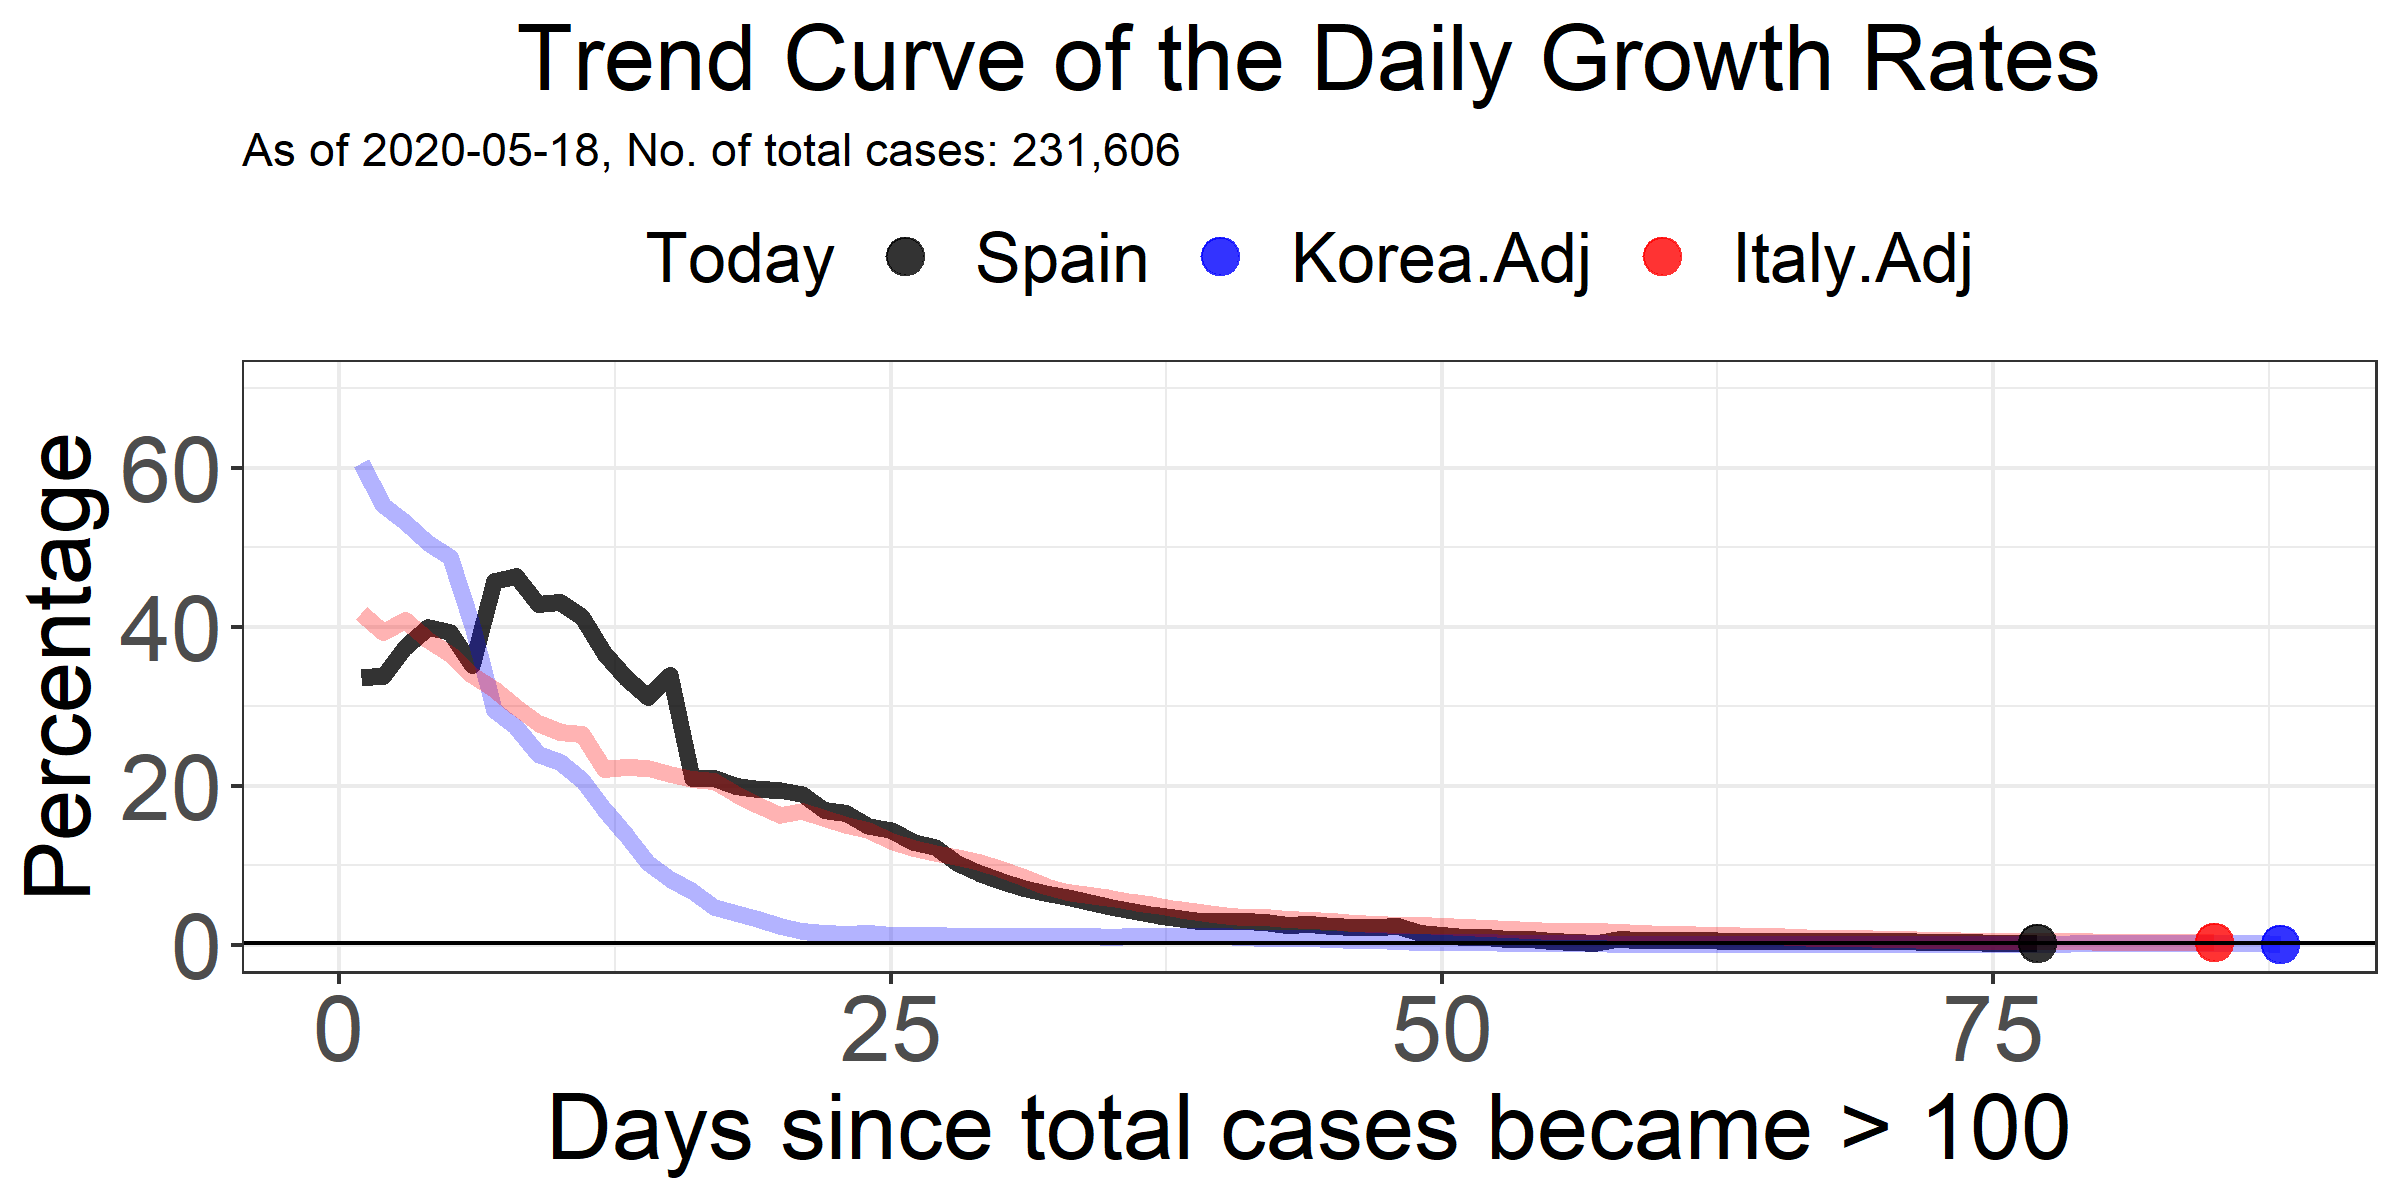 Trend Curve of the Daily Growth Rates
As of 2020-05-18, No. of total cases: 231,606
Today Spain Korea.Adj Italy.Adj
Percentage
60
40
20
0
0 25 50 75
Days since total cases became > 100